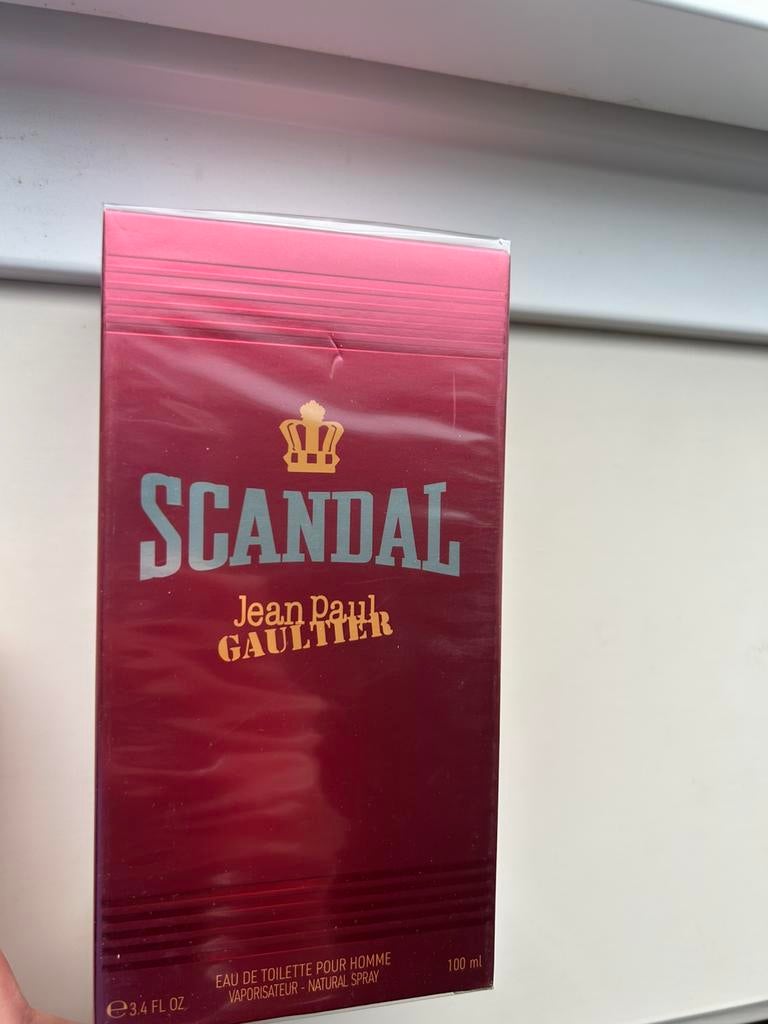 SCANDAL
Jean Paul
GAULTIER
EAU DE TOILETTE POUR HOMME
VAPORISATEUR - NATURAL SPRAY
100 ml
℮ 3.4 FL OZ